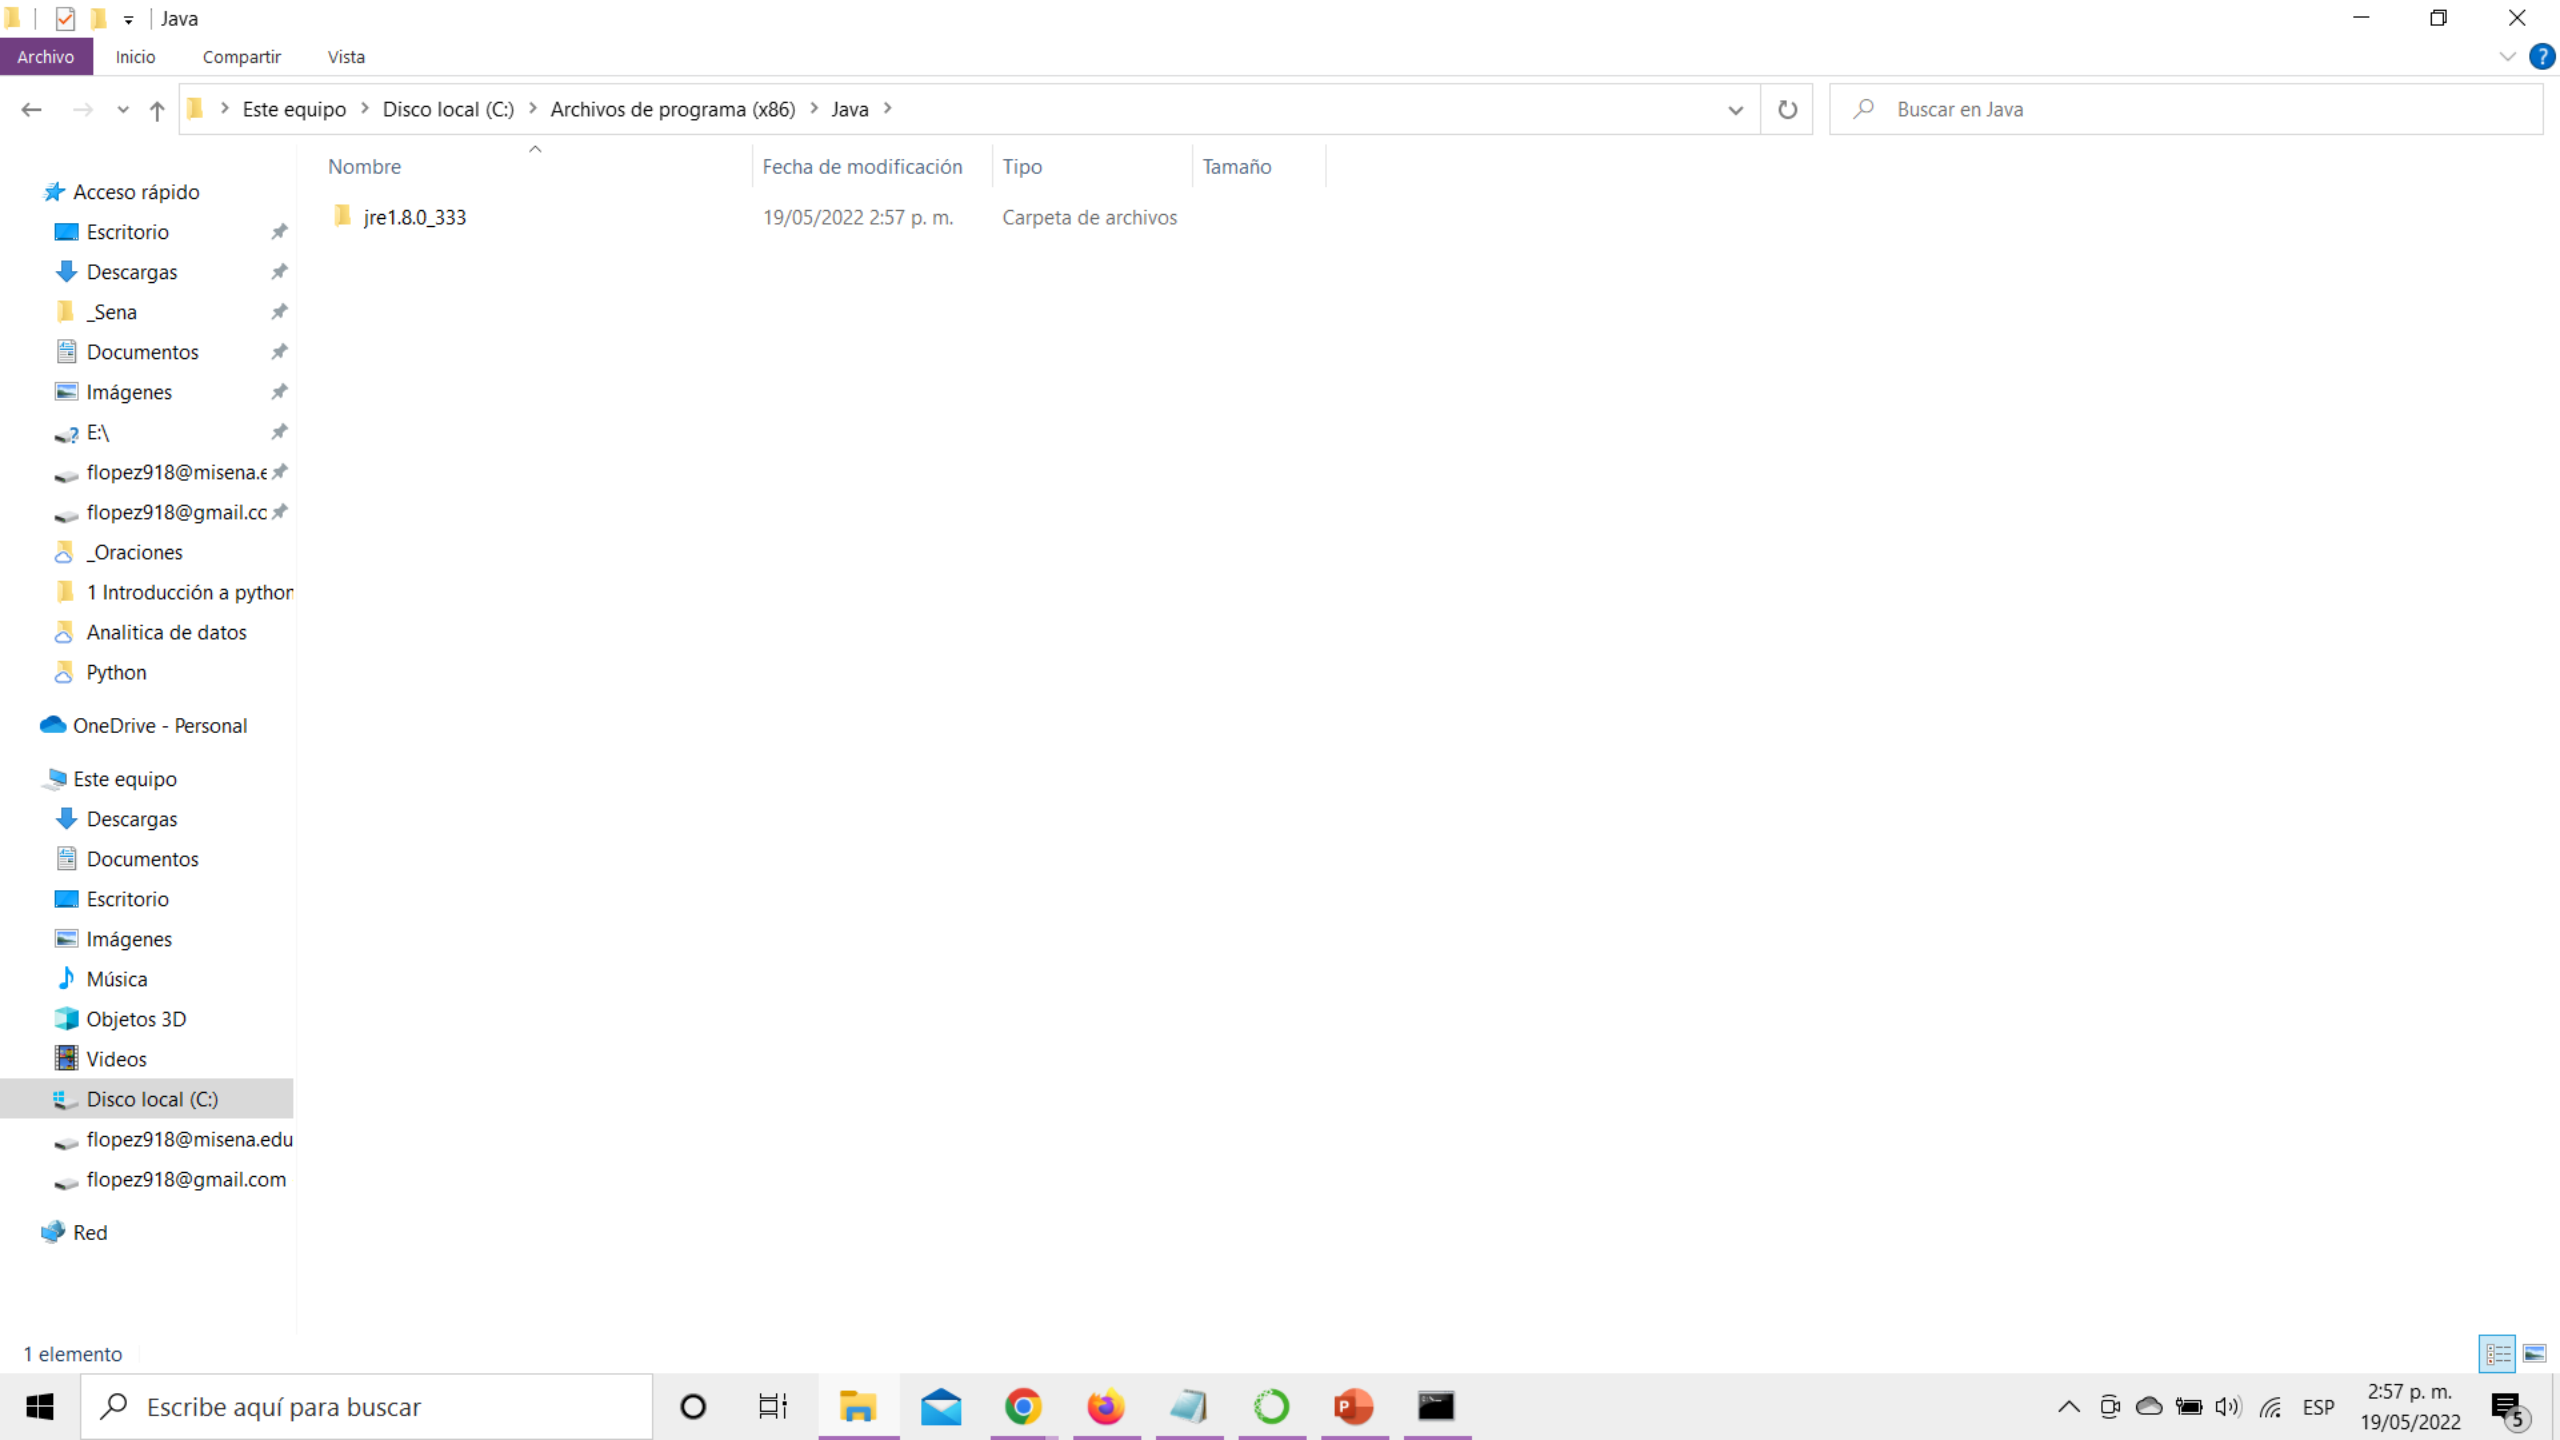 Java
Archivo Inicio Compartir Vista
Este equipo Disco local (C:) Archivos de programa (x86) Java
Buscar en Java
Nombre Fecha de modificación Tipo Tamaño
jre1.8.0_333 19/05/2022 2:57 p. m. Carpeta de archivos
Acceso rápido
Escritorio
Descargas
_Sena
Documentos
Imágenes
E:\
flopez918@misena.e
flopez918@gmail.cc
_Oraciones
1 Introducción a python
Analitica de datos
Python
OneDrive - Personal
Este equipo
Descargas
Documentos
Escritorio
Imágenes
Música
Objetos 3D
Videos
Disco local (C:)
flopez918@misena.edu
flopez918@gmail.com
Red
1 elemento
Escribe aquí para buscar
ESP
2:57 p. m.
19/05/2022
5